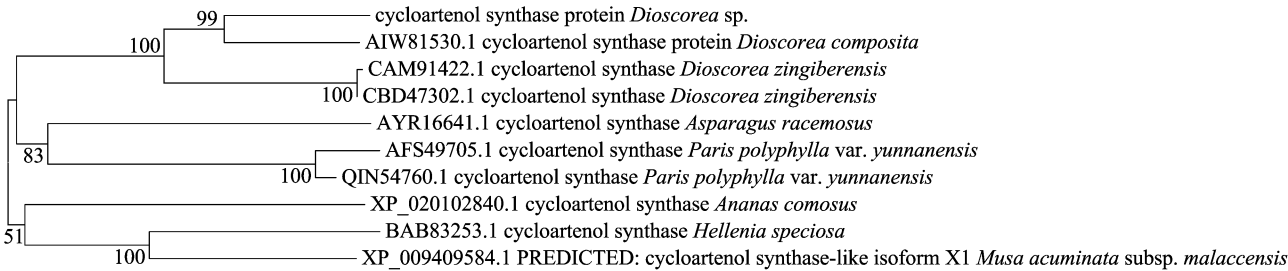 99 cycloartenol synthase protein Dioscorea sp.
100 AIW81530.1 cycloartenol synthase protein Dioscorea composita
CAM91422.1 cycloartenol synthase Dioscorea zingiberensis
100 CBD47302.1 cycloartenol synthase Dioscorea zingiberensis
AYR16641.1 cycloartenol synthase Asparagus racemosus
83 AFS49705.1 cycloartenol synthase Paris polyphylla var. yunnanensis
100 QIN54760.1 cycloartenol synthase Paris polyphylla var. yunnanensis
XP_020102840.1 cycloartenol synthase Ananas comosus
51 BAB83253.1 cycloartenol synthase Hellenia speciosa
100 XP_009409584.1 PREDICTED: cycloartenol synthase-like isoform X1 Musa acuminata subsp. malaccensis